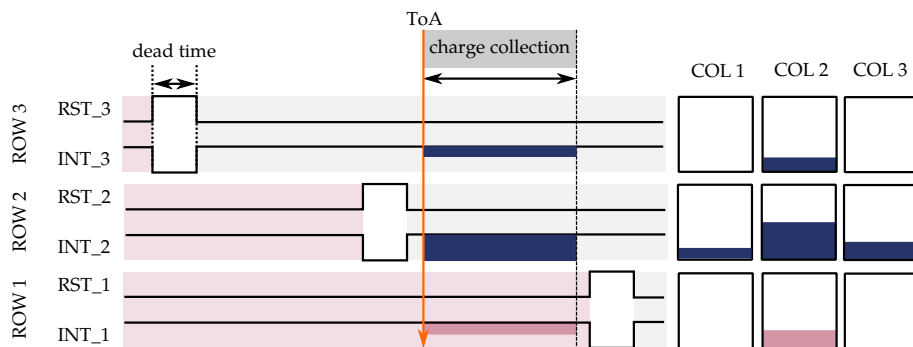 ToA
dead time
charge collection
COL 1
COL 2
COL 3
ROW 3
RST_3
INT_3
ROW 2
RST_2
INT_2
ROW 1
RST_1
INT_1